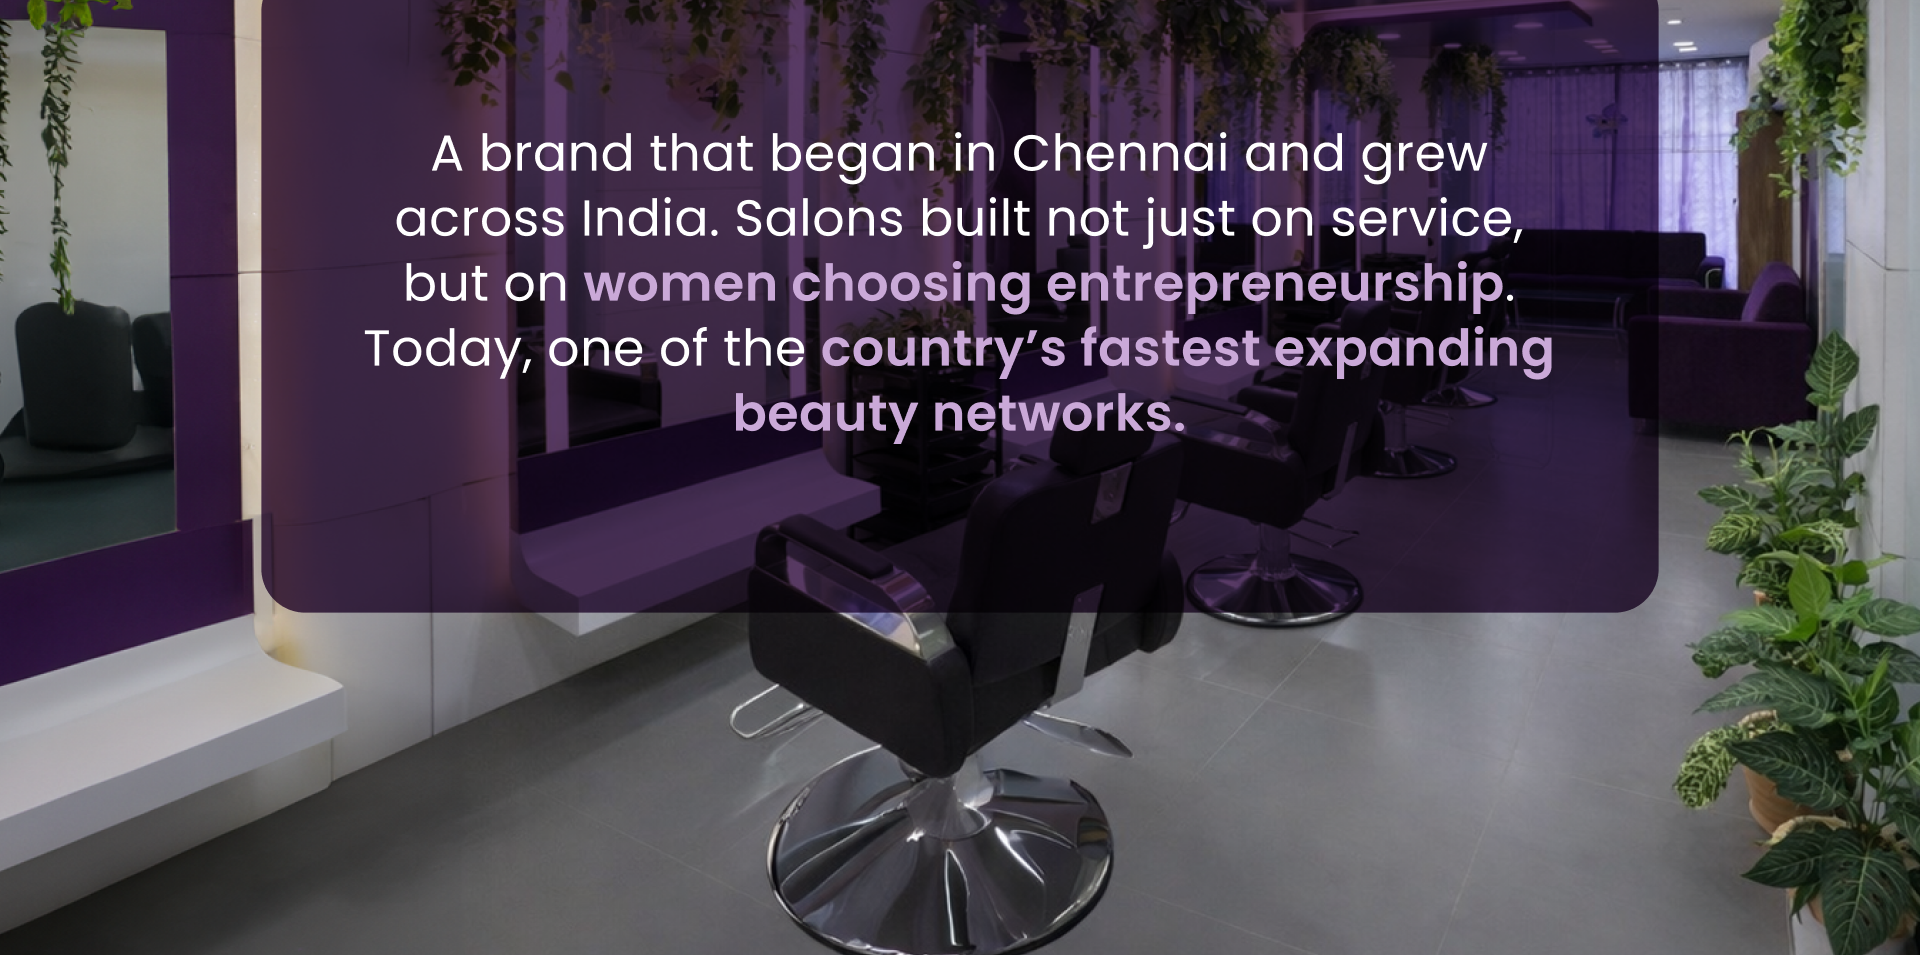 A brand that began in Chennai and grew
across India. Salons built not just on service,
but on women choosing entrepreneurship.
Today, one of the country’s fastest expanding
beauty networks.